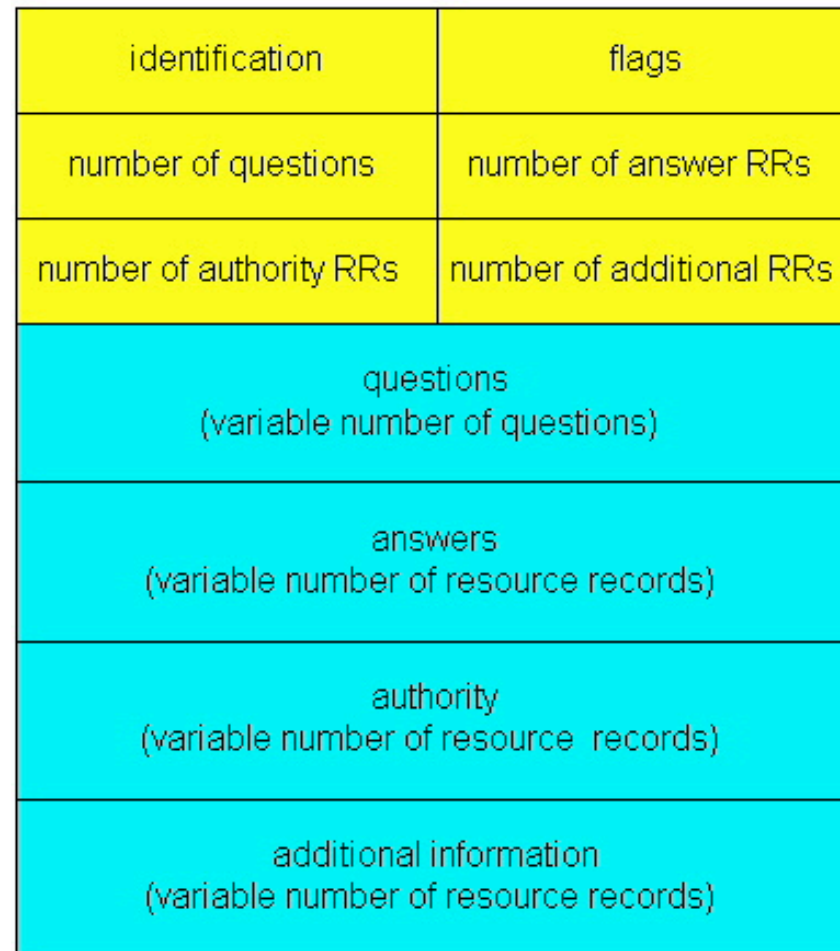 identification
flags
number of questions
number of answer RRs
number of authority RRs
number of additional RRs
questions
(variable number of questions)
answers
(variable number of resource records)
authority
(variable number of resource records)
additional information
(variable number of resource records)